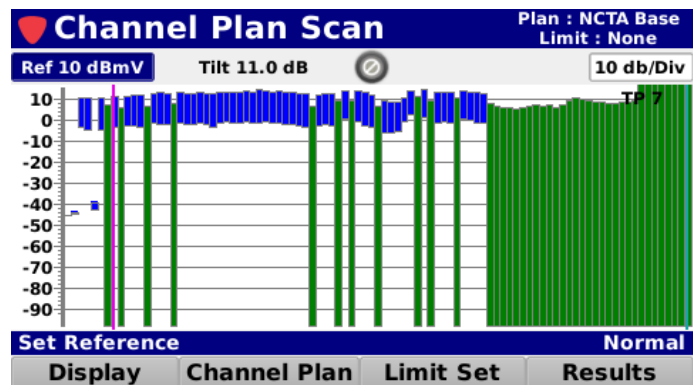 Channel Plan Scan
Plan : NCTA Base
Limit : None
Ref 10 dBmV
Tilt 11.0 dB
10 db/Div
TP 7
10
0
-10
-20
-30
-40
-50
-60
-70
-80
-90
Set Reference
Normal
Display
Channel Plan
Limit Set
Results